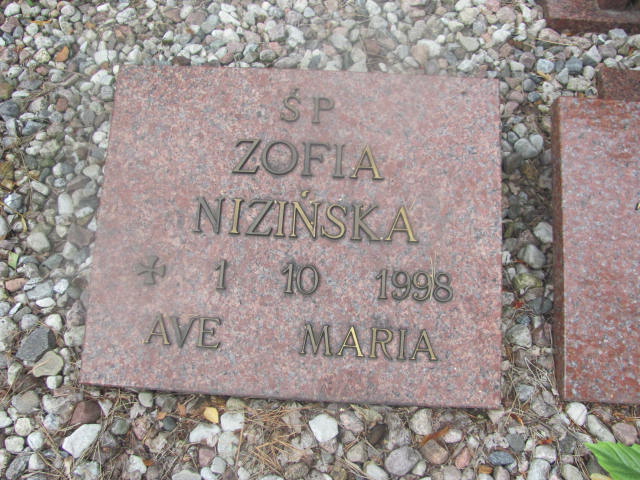 ŚP
ZOFIA
NIZIŃSKA
✠ 1 10 1998
AVE MARIA